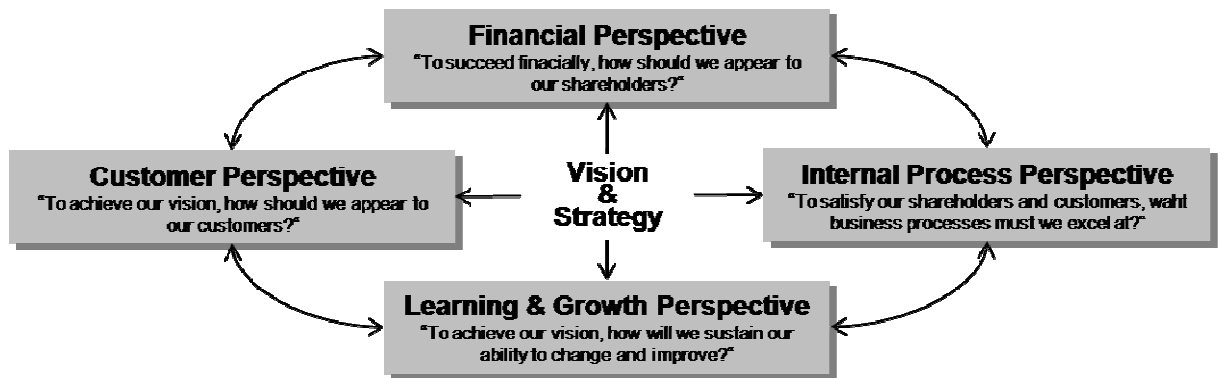 Financial Perspective
"To succeed finacially, how should we appear to
our shareholders?"
Customer Perspective
"To achieve our vision, how should we appear to
our customers?"
Vision
&
Strategy
Internal Process Perspective
"To satisfy our shareholders and customers, waht
business processes must we excel at?"
Learning & Growth Perspective
"To achieve our vision, how will we sustain our
ability to change and improve?"